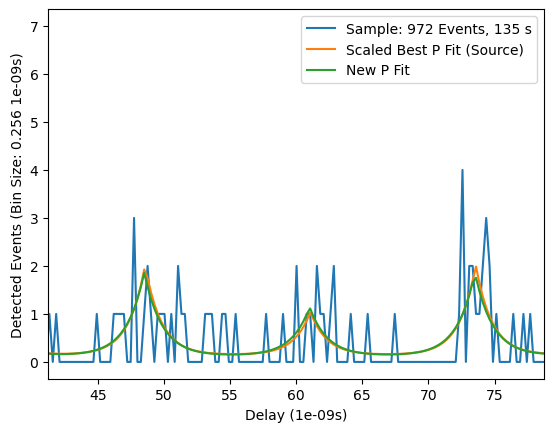 Sample: 972 Events, 135 s
Scaled Best P Fit (Source)
New P Fit
7
6
5
4
3
2
1
0
Detected Events (Bin Size: 0.256 1e-09s)
45 50 55 60 65 70 75
Delay (1e-09s)